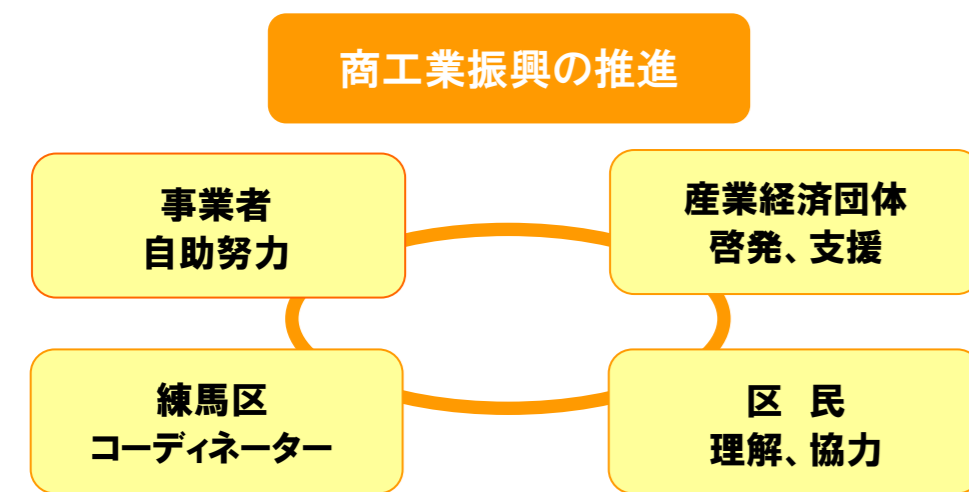 商工業振興の推進
事業者
自助努力
産業経済団体
啓発、支援
練馬区
コーディネーター
区　民
理解、協力